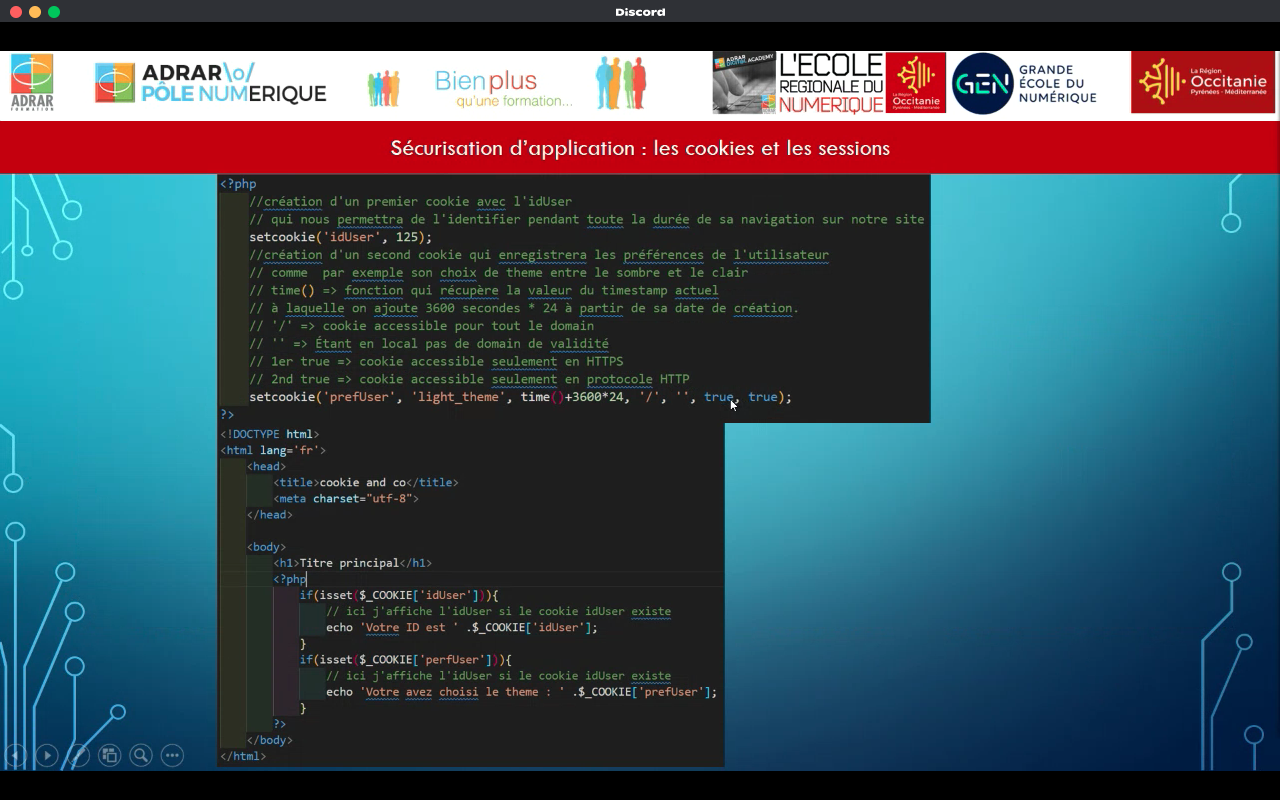 Discord
ADRAR
FORMATION
ADRAR\o/
PÔLE NUMERIQUE
Bien plus
qu'une formation...
ADRAR DIGITAL ACADEMY
L'ECOLE
REGIONALE DU
NUMERIQUE
La Région
Occitanie
Pyrénées - Méditerranée
GEN
GRANDE
ÉCOLE DU
NUMÉRIQUE
La Région
Occitanie
Pyrénées - Méditerranée
Sécurisation d'application : les cookies et les sessions
<?php
//création d'un premier cookie avec l'idUser
// qui nous permettra de l'identifier pendant toute la durée de sa navigation sur notre site
setcookie('idUser', 125);
//création d'un second cookie qui enregistrera les préférences de l'utilisateur
// comme  par exemple son choix de theme entre le sombre et le clair
// time() => fonction qui récupère la valeur du timestamp actuel
// à laquelle on ajoute 3600 secondes * 24 à partir de sa date de création.
// '/' => cookie accessible pour tout le domain
// '' => Étant en local pas de domain de validité
// 1er true => cookie accessible seulement en HTTPS
// 2nd true => cookie accessible seulement en protocole HTTP
setcookie('prefUser', 'light_theme', time()+3600*24, '/', '', true, true);
?>
<!DOCTYPE html>
<html lang='fr'>
<head>
<title>cookie and co</title>
<meta charset="utf-8">
</head>
<body>
<h1>Titre principal</h1>
<?php
if(isset($_COOKIE['idUser'])){
// ici j'affiche l'idUser si le cookie idUser existe
echo 'Votre ID est ' .$_COOKIE['idUser'];
}
if(isset($_COOKIE['perfUser'])){
// ici j'affiche l'idUser si le cookie idUser existe
echo 'Votre avez choisi le theme : ' .$_COOKIE['prefUser'];
}
?>
</body>
</html>